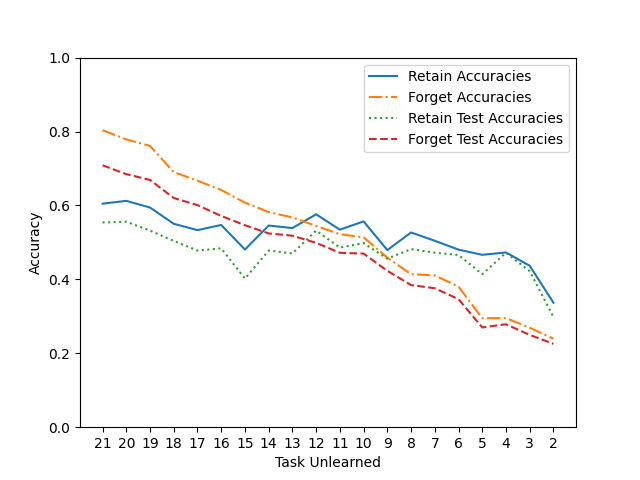 1.0
0.8
0.6
0.4
0.2
0.0
Accuracy
Retain Accuracies
Forget Accuracies
Retain Test Accuracies
Forget Test Accuracies
21 20 19 18 17 16 15 14 13 12 11 10 9 8 7 6 5 4 3 2
Task Unlearned